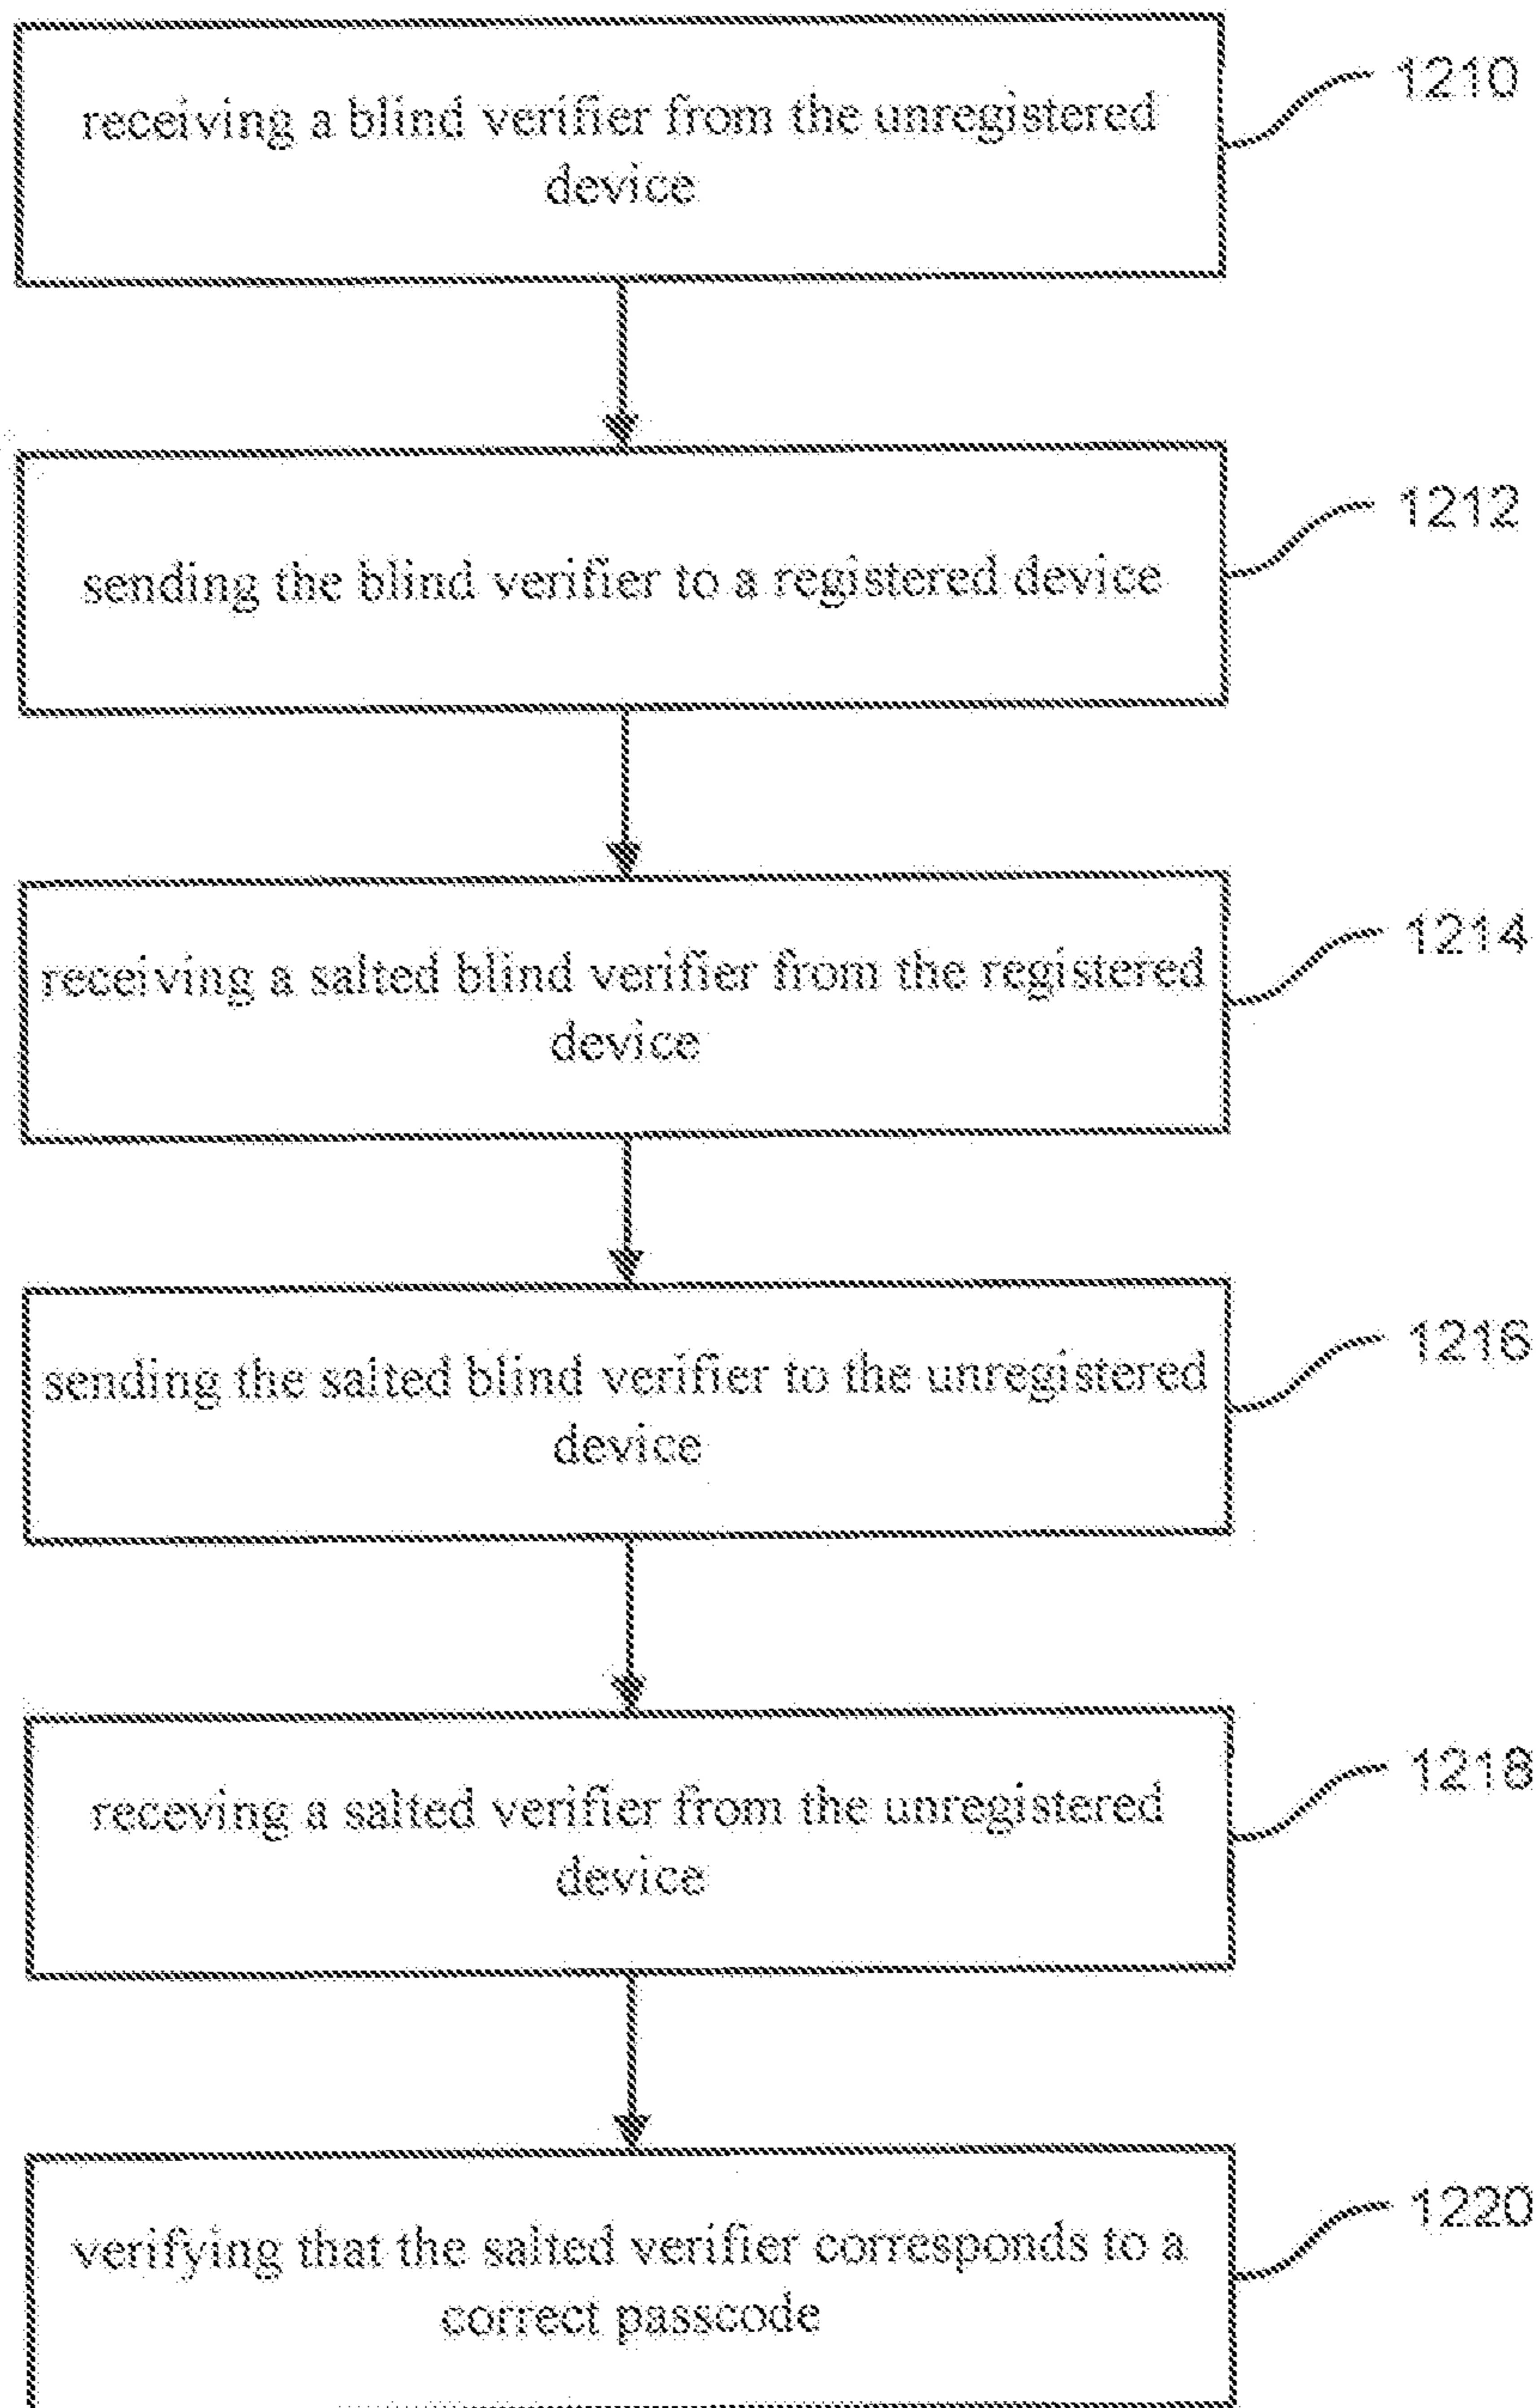 receiving a blind verifier from the unregistered
device
1210
sending the blind verifier to a registered device
1212
receiving a salted blind verifier from the registered
device
1214
sending the salted blind verifier to the unregistered
device
1216
receving a salted verifier from the unregistered
device
1218
verifying that the salted verifier corresponds to a
correct passcode
1220